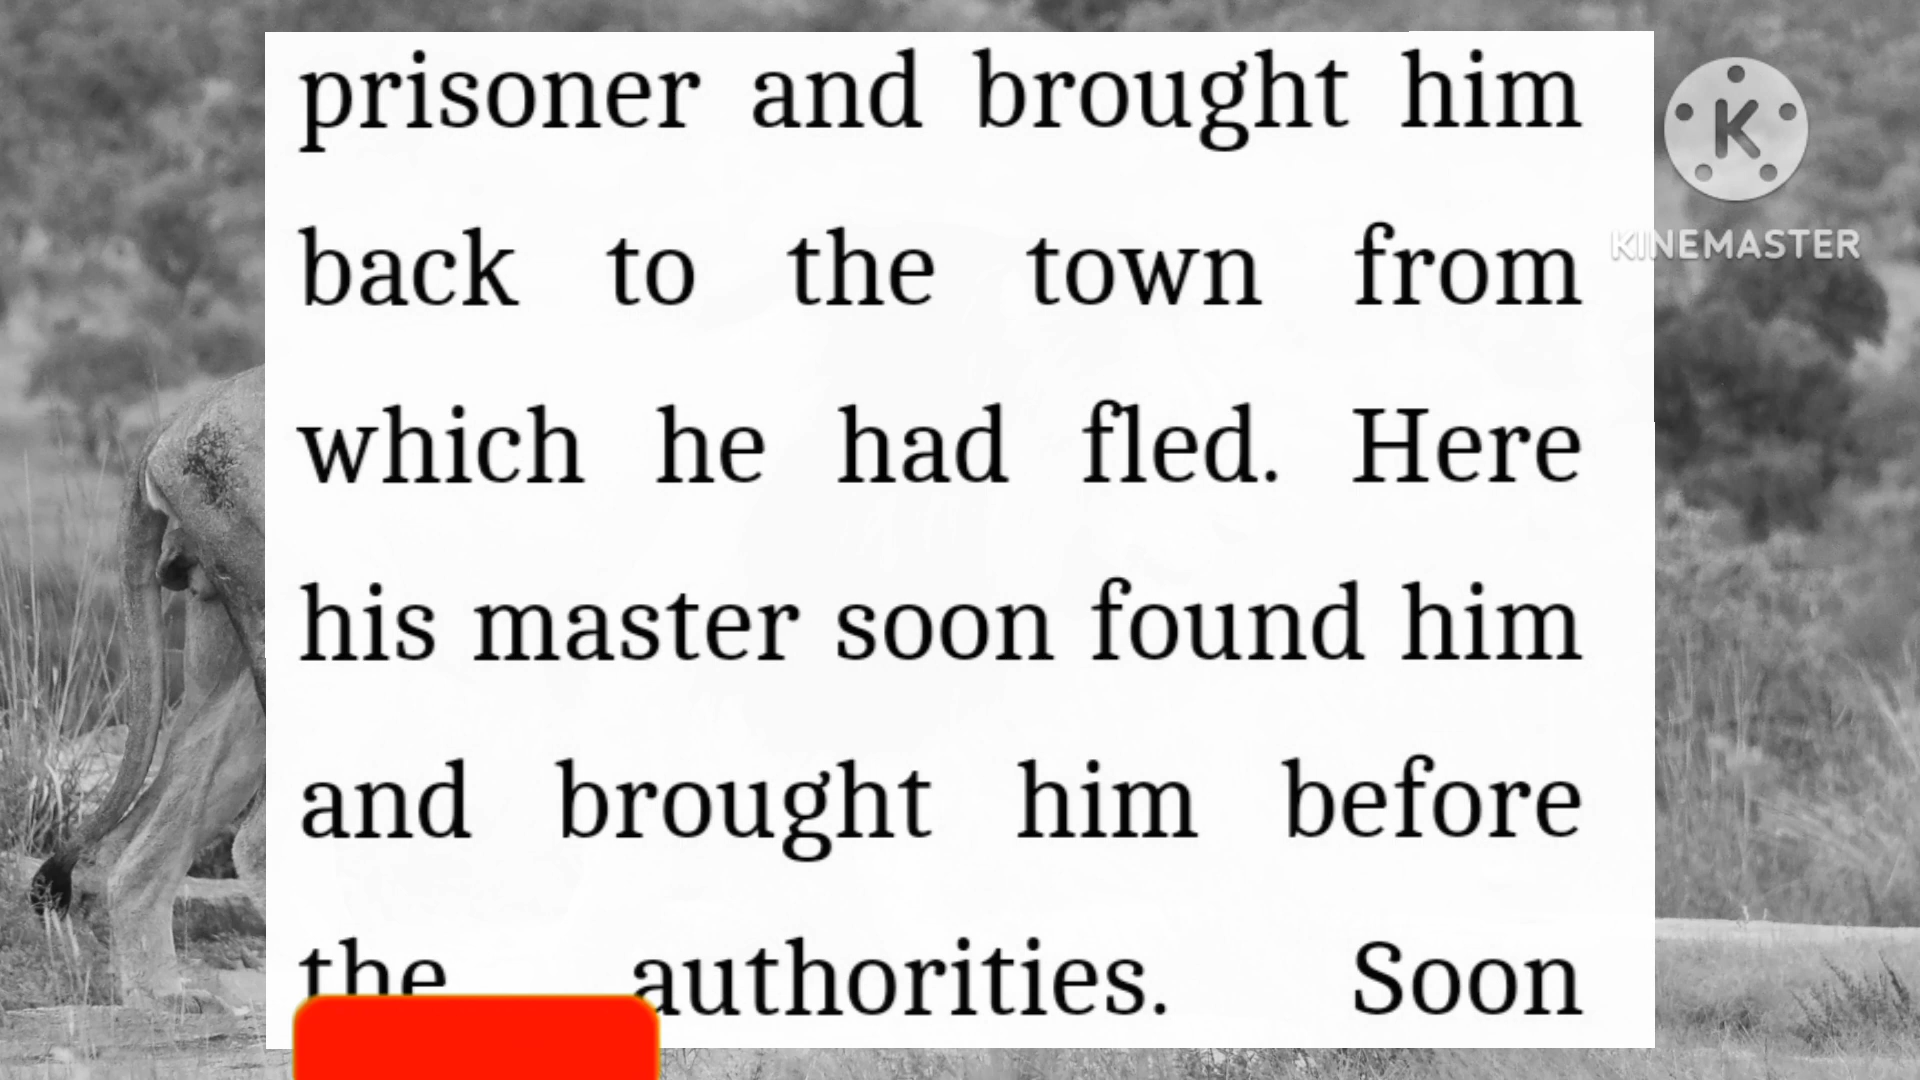 prisoner and brought him
back to the town from
which he had fled. Here
his master soon found him
and brought him before
the authorities. Soon
K
KINEMASTER